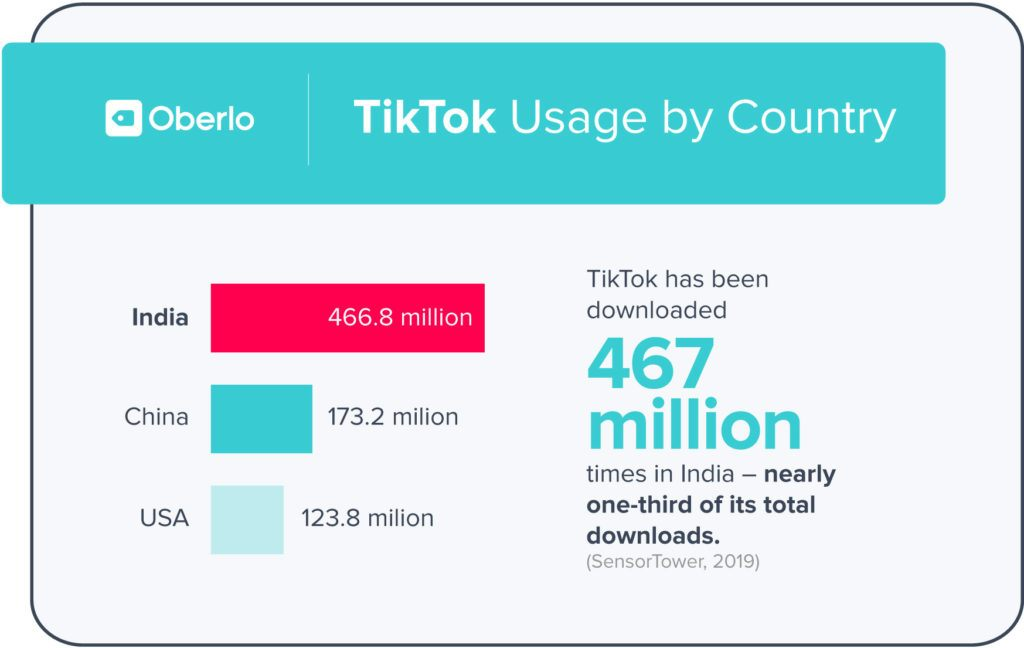 Oberlo
TikTok Usage by Country
India 466.8 million
China 173.2 milion
USA 123.8 milion
TikTok has been
downloaded
467
million
times in India – nearly
one-third of its total
downloads.
(SensorTower, 2019)